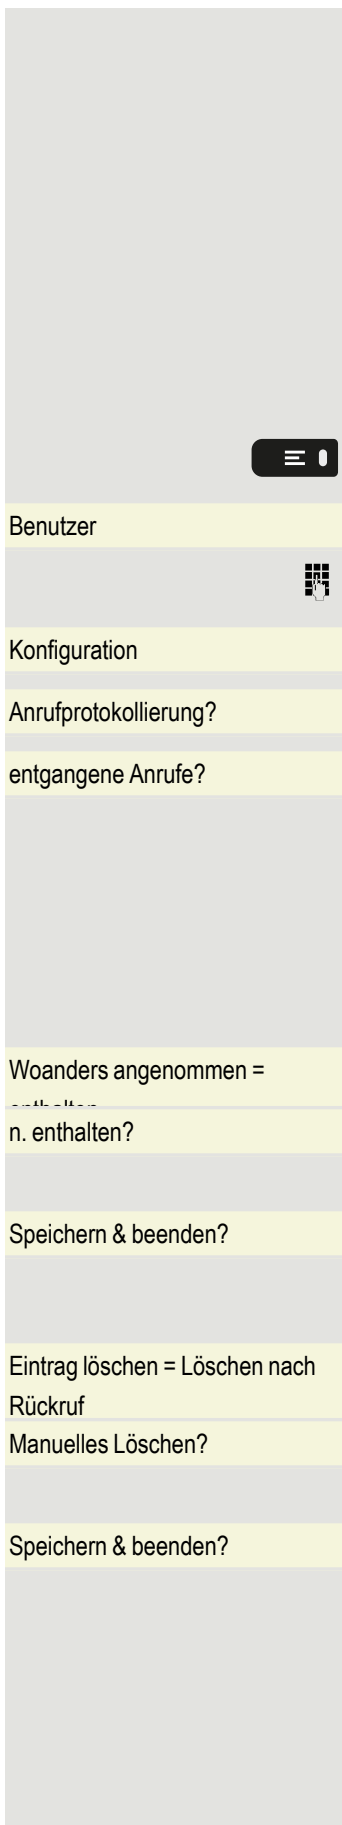 Benutzer
Konfiguration
Anrufprotokollierung?
entgangene Anrufe?
Woanders angenommen =
n. enthalten?
Speichern & beenden?
Eintrag löschen = Löschen nach
Rückruf
Manuelles Löschen?
Speichern & beenden?